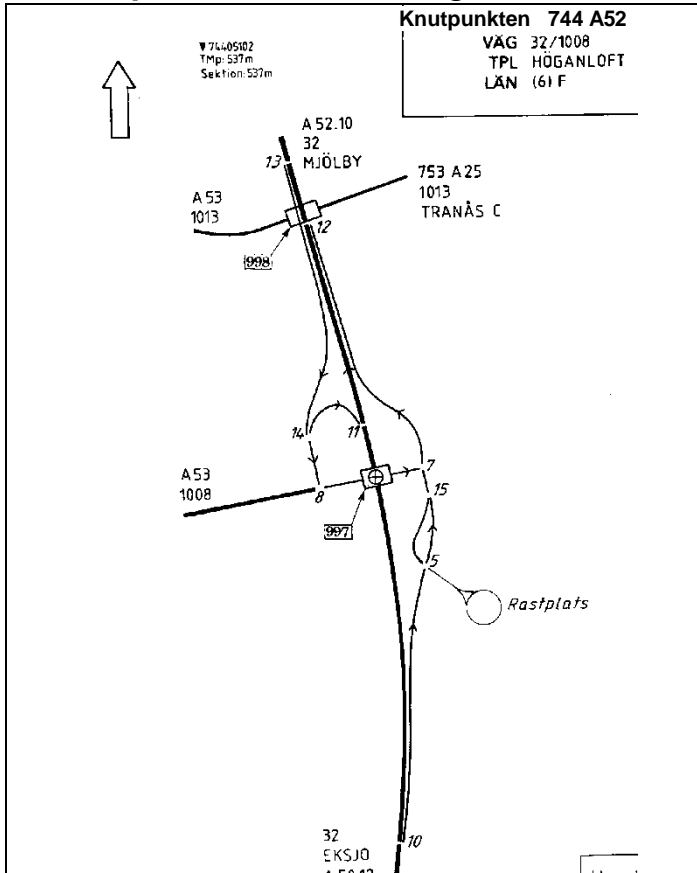 Knutpunkten 744 A52
VÄG 32/1008
TPL HÖGANLOFT
LÄN (6) F
▼74405102
TMp: 537m
Sektion: 537m
A 52.10
32
MJÖLBY
13
753 A25
1013
TRANÅS C
A 53
1013
12
998
14
11
7
A 53
1008
8
15
997
5
Rastplats
10
32
EKSJÖ